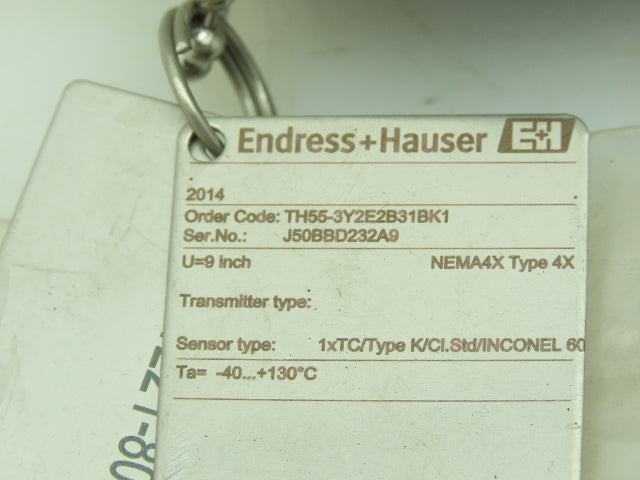 Endress+Hauser E+H
2014
Order Code: TH55-3Y2E2B31BK1
Ser.No.: J50BBD232A9
U=9 Inch NEMA4X Type 4X
Transmitter type:
Sensor type: 1xTC/Type K/Cl.Std/INCONEL 60
Ta= -40...+130°C